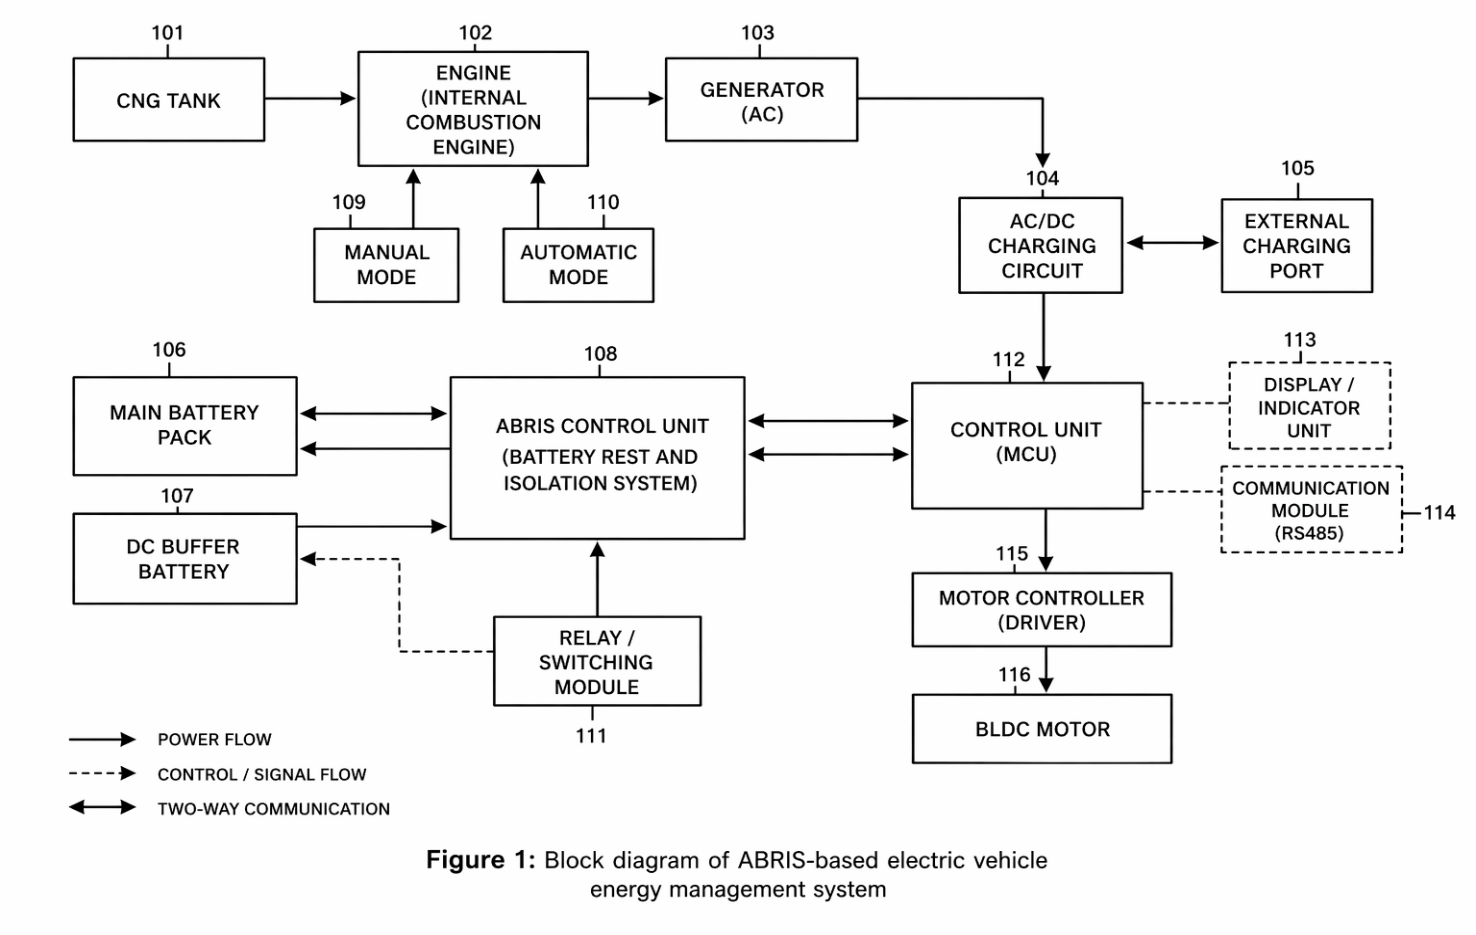 101
CNG TANK
102
ENGINE
(INTERNAL
COMBUSTION
ENGINE)
103
GENERATOR
(AC)
109
MANUAL
MODE
110
AUTOMATIC
MODE
104
AC/DC
CHARGING
CIRCUIT
105
EXTERNAL
CHARGING
PORT
106
MAIN BATTERY
PACK
107
DC BUFFER
BATTERY
108
ABRIS CONTROL UNIT
(BATTERY REST AND
ISOLATION SYSTEM)
112
CONTROL UNIT
(MCU)
113
DISPLAY /
INDICATOR
UNIT
COMMUNICATION
MODULE
(RS485)
114
RELAY /
SWITCHING
MODULE
111
115
MOTOR CONTROLLER
(DRIVER)
116
BLDC MOTOR
POWER FLOW
CONTROL / SIGNAL FLOW
TWO-WAY COMMUNICATION
Figure 1: Block diagram of ABRIS-based electric vehicle
energy management system